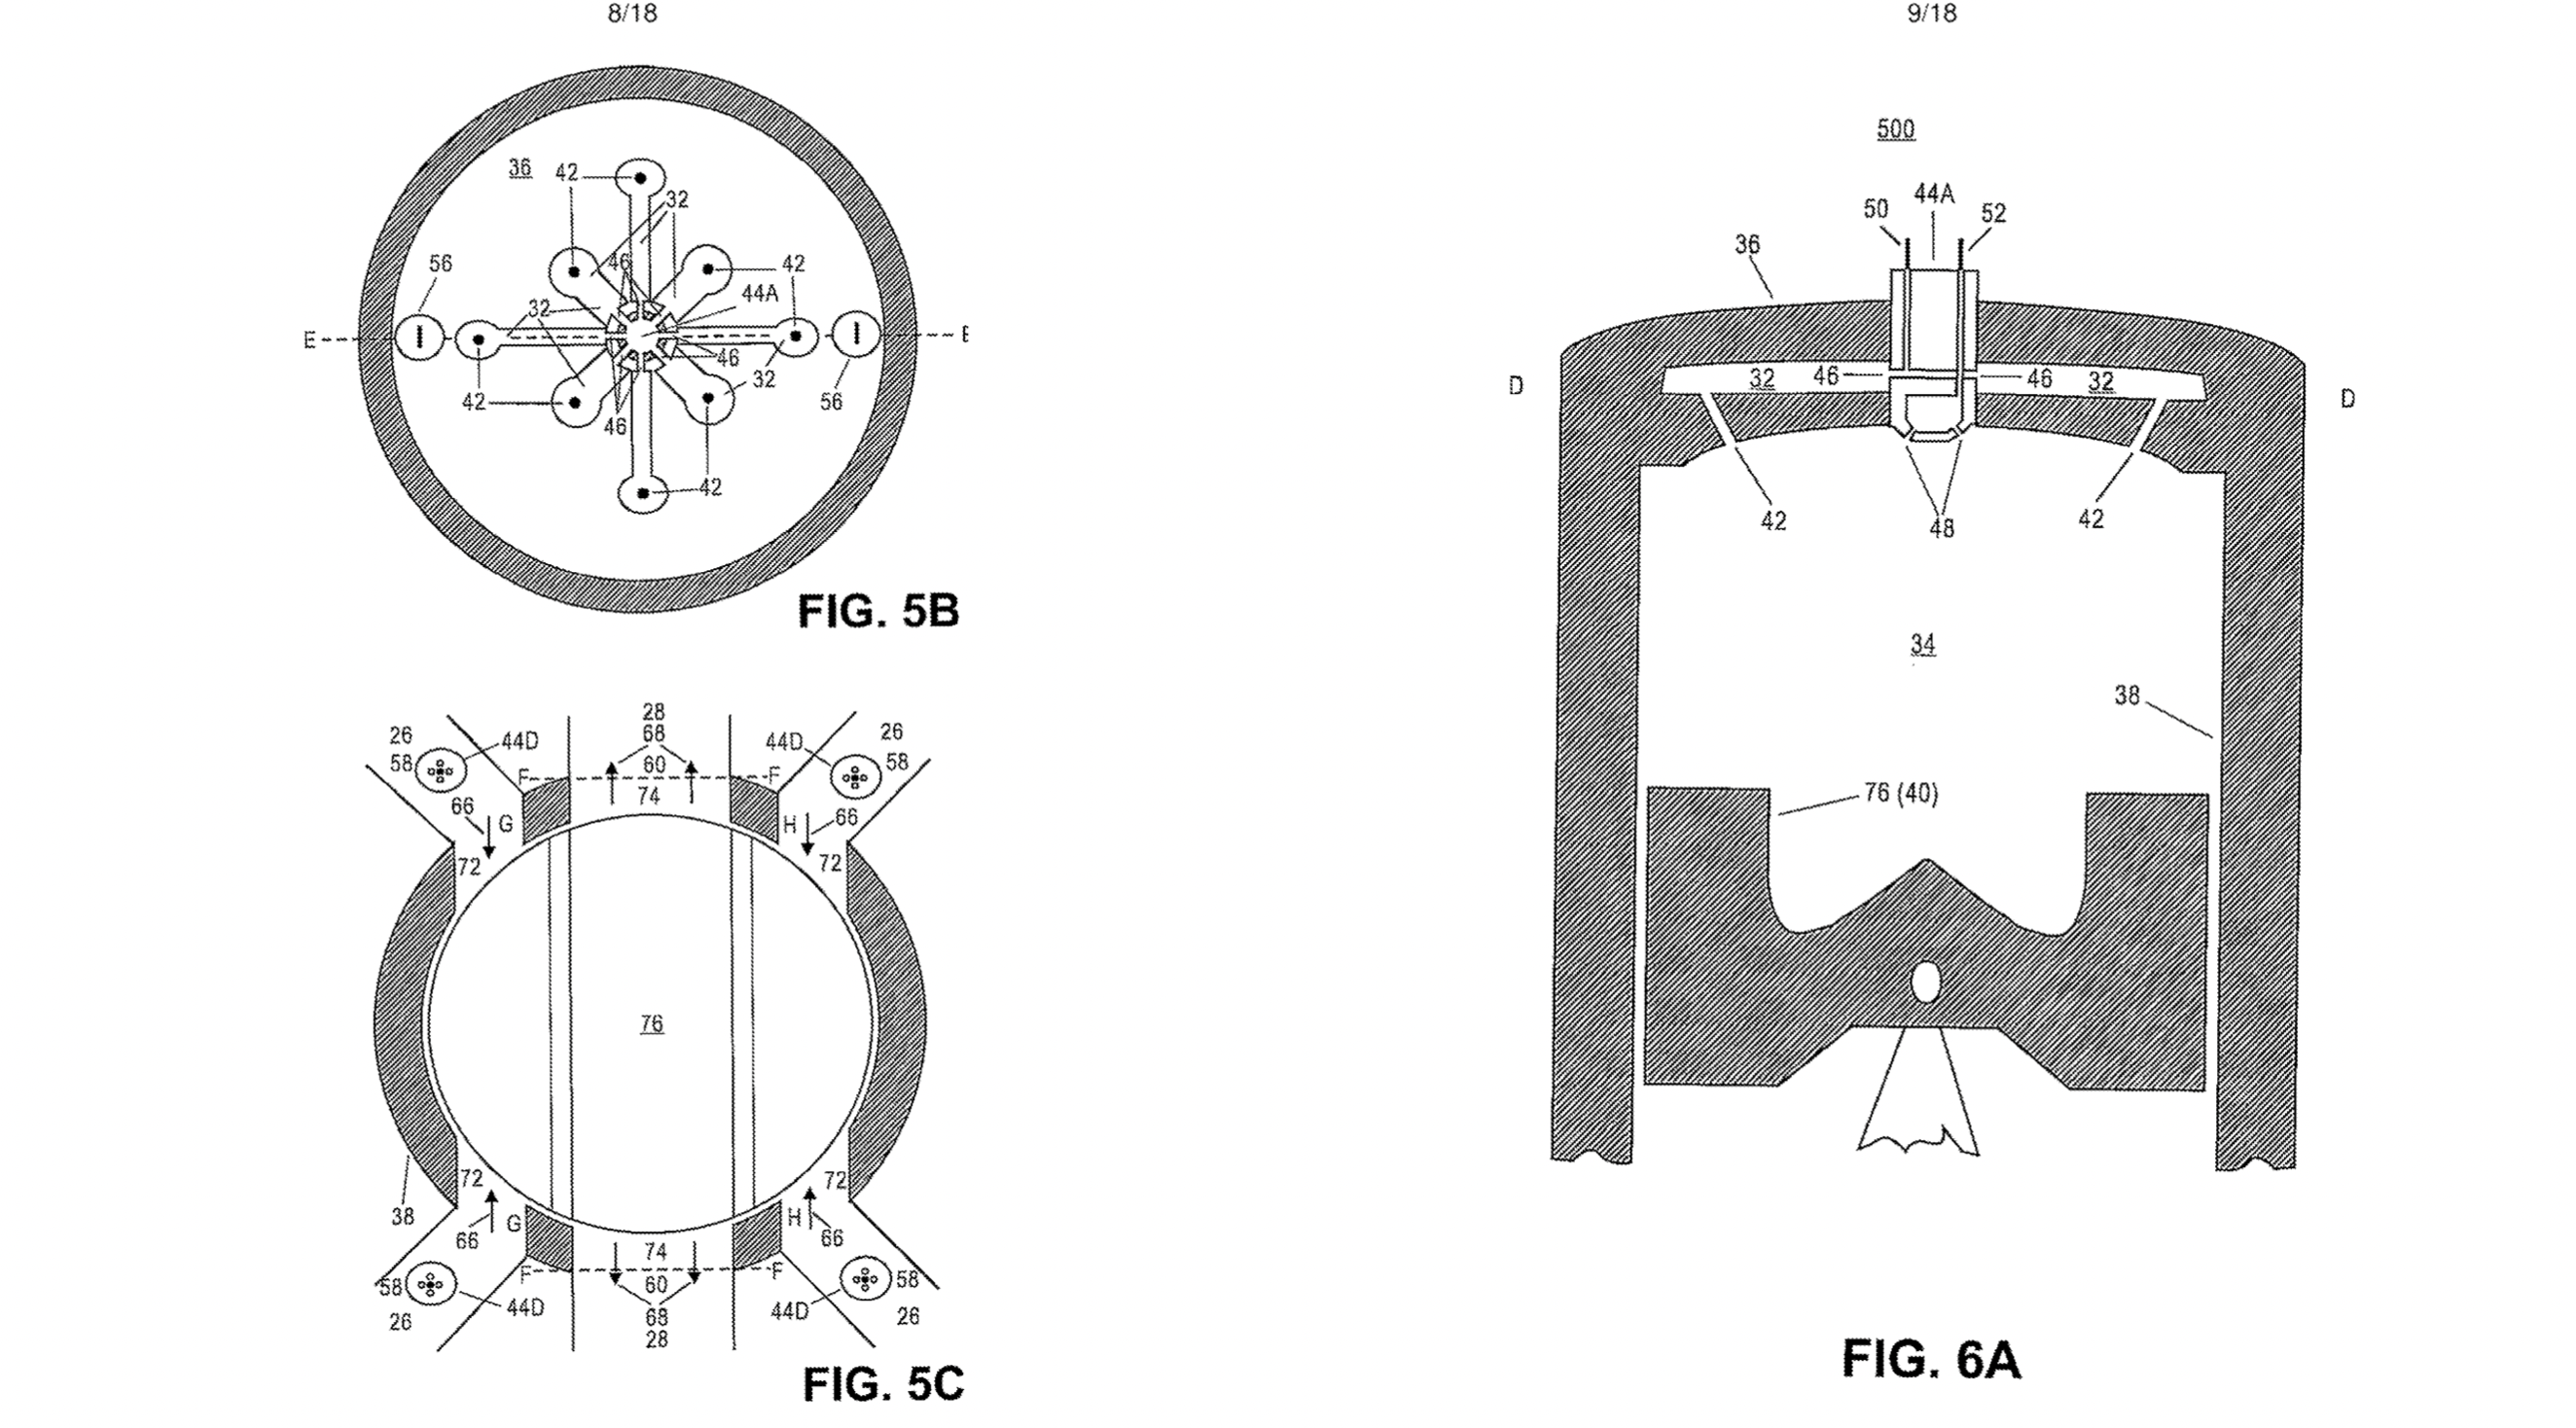 8/18
36 42
32
56 46 42
44A
32
E E
46
32
42 56
46
42
FIG. 5B
28
26 68 26
58 44D 44D 58
F 60 F
74
66 G H 66
72 72
76
72 72
38 66 G H 66
74
F 60 F
58 44D 68 44D 58
26 28 26
FIG. 5C
9/18
500
44A
50 52
36
D 32 46 46 32 D
42 48 42
34
38
76 (40)
FIG. 6A